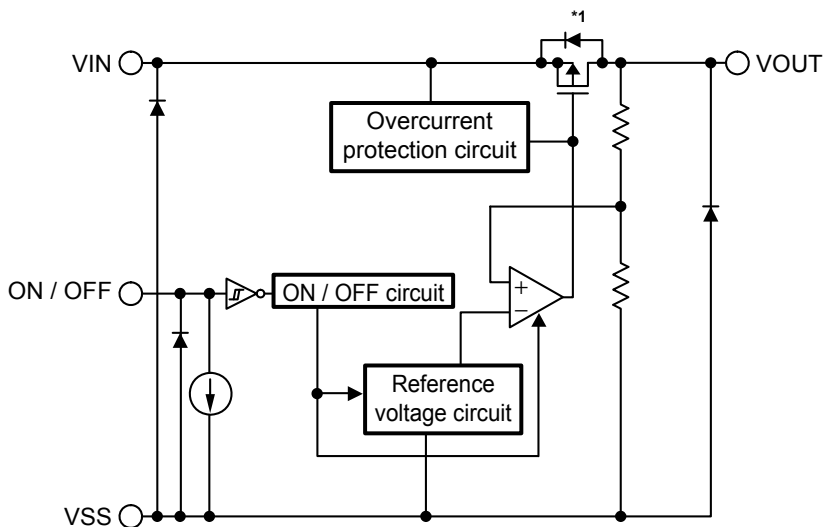 *1
VIN
VOUT
Overcurrent
protection circuit
ON / OFF
ON / OFF circuit
+
−
Reference
voltage circuit
VSS